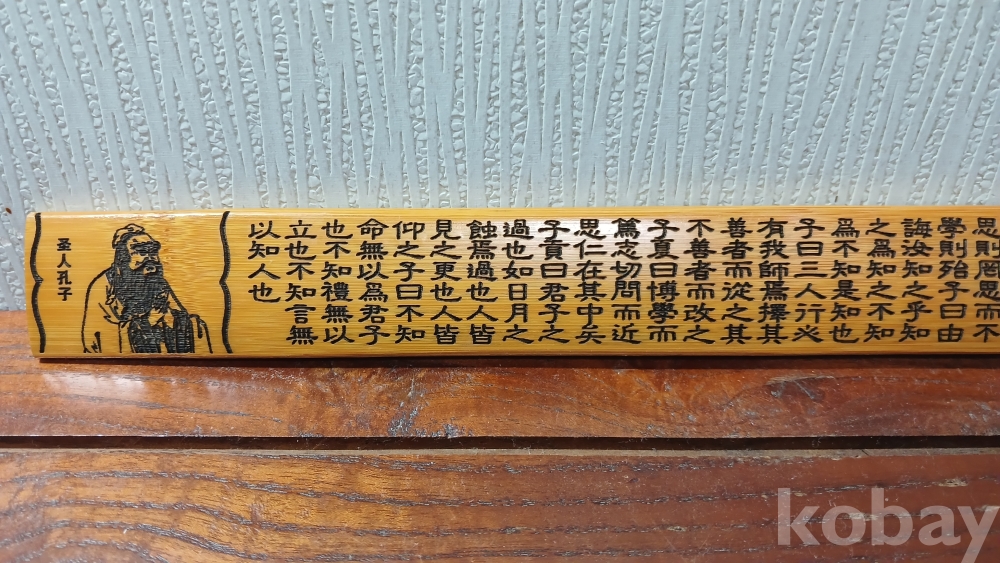 思則罔思而不
學則殆子曰由
誨汝知之乎知
之爲知之不知
爲不知是知也
子曰三人行必
有我師焉擇其
善者而從之其
不善者而改之
子夏曰博學而
篤志切問而近
思仁在其中矣
子貢曰君子之
過也如日月之
蝕焉過也人皆
見之更也人皆
仰之子曰不知
命無以爲君子
也不知禮無以
立也不知言無
以知人也
圣人孔子
kobay